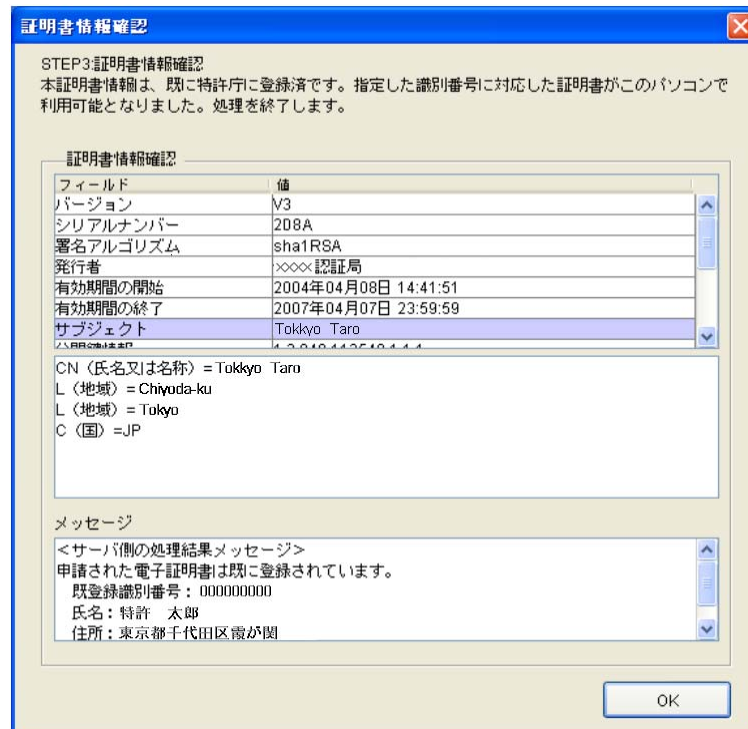 証明書情報確認
STEP3:証明書情報確認
本証明書情報は、既に特許庁に登録済です。指定した識別番号に対応した証明書がこのパソコンで
利用可能となりました。処理を終了します。
証明書情報確認
フィールド 値
バージョン V3
シリアルナンバー 2D8A
署名アルゴリズム sha1RSA
発行者 ××××認証局
有効期間の開始 2004年04月08日 14:41:51
有効期間の終了 2007年04月07日 23:59:59
サブジェクト Tokkyo Taro
CN（氏名又は名称）=Tokkyo Taro
L（地域）=Chiyoda-ku
L（地域）=Tokyo
C（国）=JP
メッセージ
＜サーバ側の処理結果メッセージ＞
申請された電子証明書は既に登録されています。
既登録識別番号：000000000
氏名：特許　太郎
住所：東京都千代田区霞が関
OK